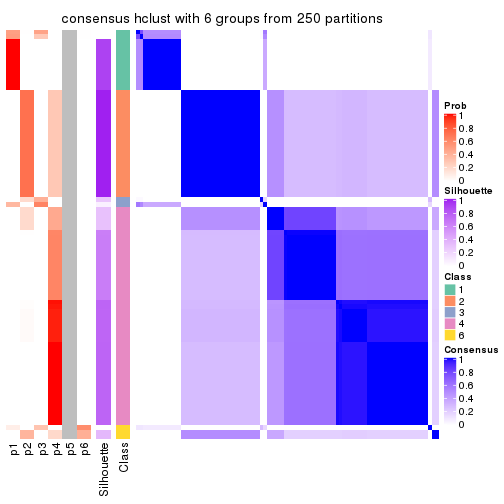 consensus hclust with 6 groups from 250 partitions
Prob
1
0.8
0.6
0.4
0.2
0
Silhouette
1
0.8
0.6
0.4
0.2
0
Class
1
2
3
4
6
Consensus
1
0.8
0.6
0.4
0.2
0
p1
p2
p3
p4
p5
p6
Silhouette
Class